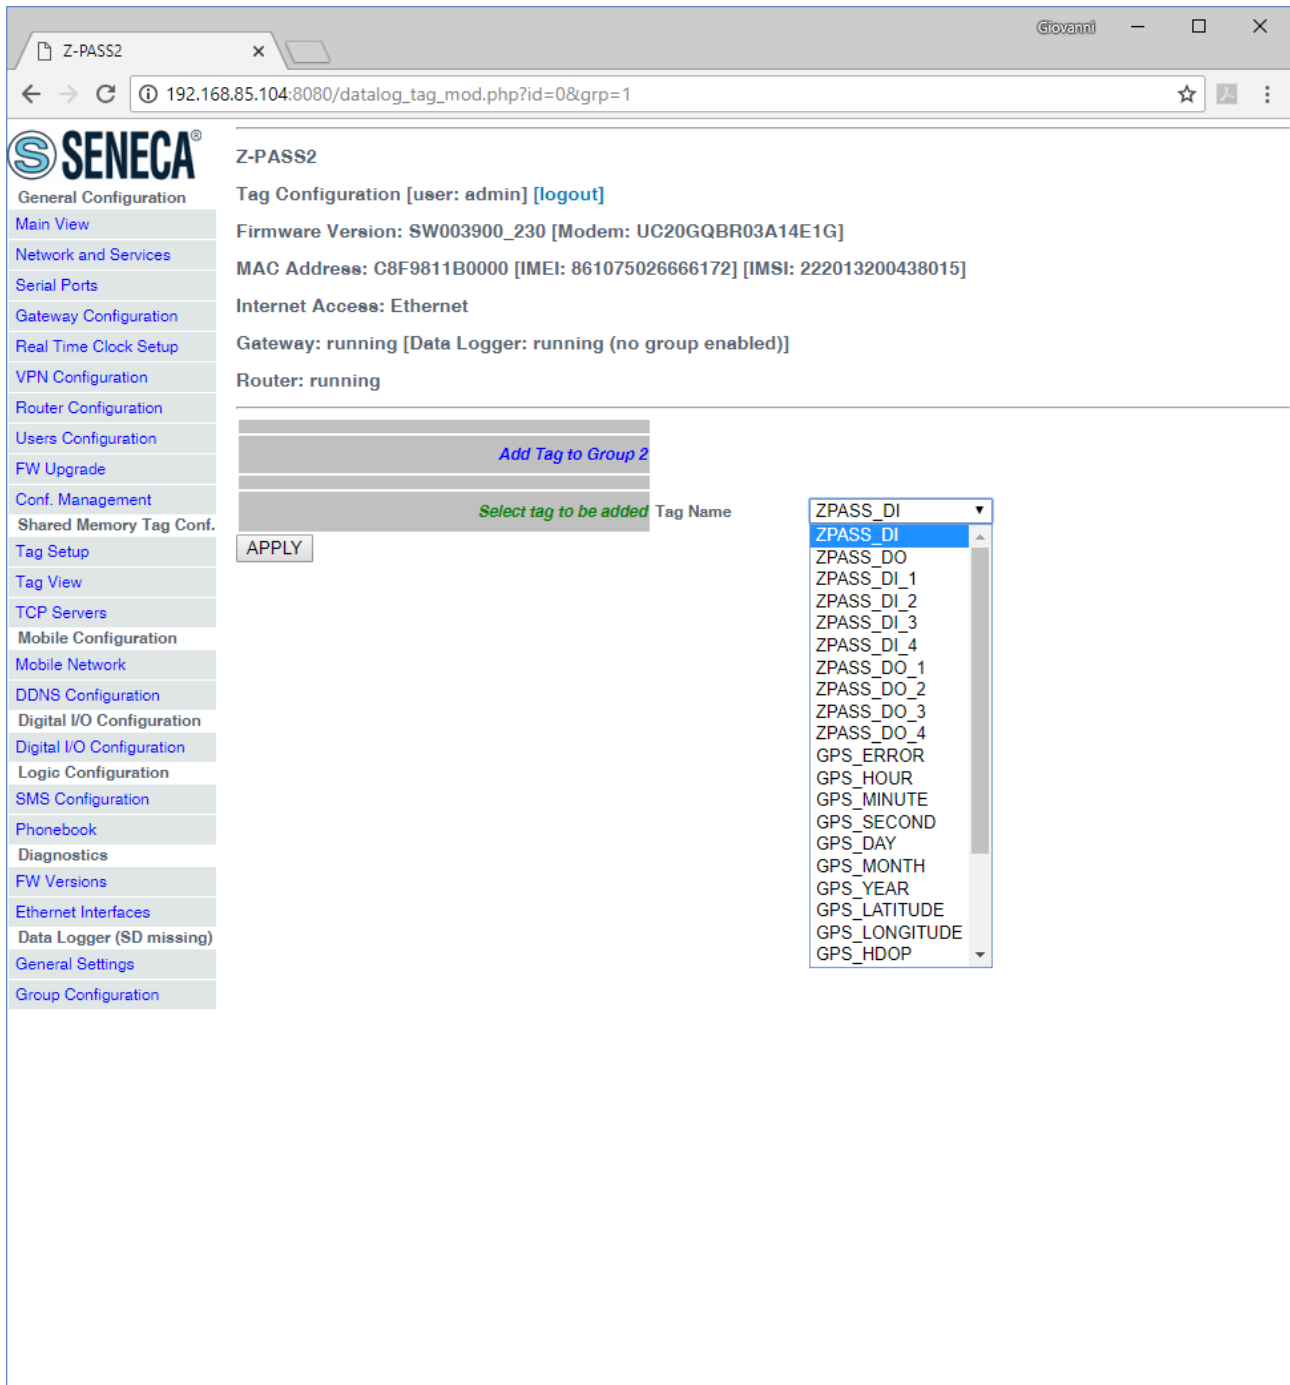 Giovanni
Z-PASS2
192.168.85.104:8080/datalog_tag_mod.php?id=0&grp=1
SENECA®
General Configuration
Main View
Network and Services
Serial Ports
Gateway Configuration
Real Time Clock Setup
VPN Configuration
Router Configuration
Users Configuration
FW Upgrade
Conf. Management
Shared Memory Tag Conf.
Tag Setup
Tag View
TCP Servers
Mobile Configuration
Mobile Network
DDNS Configuration
Digital I/O Configuration
Digital I/O Configuration
Logic Configuration
SMS Configuration
Phonebook
Diagnostics
FW Versions
Ethernet Interfaces
Data Logger (SD missing)
General Settings
Group Configuration
Z-PASS2
Tag Configuration [user: admin] [logout]
Firmware Version: SW003900_230 [Modem: UC20GQBR03A14E1G]
MAC Address: C8F9811B0000 [IMEI: 861075026666172] [IMSI: 222013200438015]
Internet Access: Ethernet
Gateway: running [Data Logger: running (no group enabled)]
Router: running
Add Tag to Group 2
Select tag to be added Tag Name ZPASS_DI
APPLY
ZPASS_DI
ZPASS_DO
ZPASS_DI_1
ZPASS_DI_2
ZPASS_DI_3
ZPASS_DI_4
ZPASS_DO_1
ZPASS_DO_2
ZPASS_DO_3
ZPASS_DO_4
GPS_ERROR
GPS_HOUR
GPS_MINUTE
GPS_SECOND
GPS_DAY
GPS_MONTH
GPS_YEAR
GPS_LATITUDE
GPS_LONGITUDE
GPS_HDOP